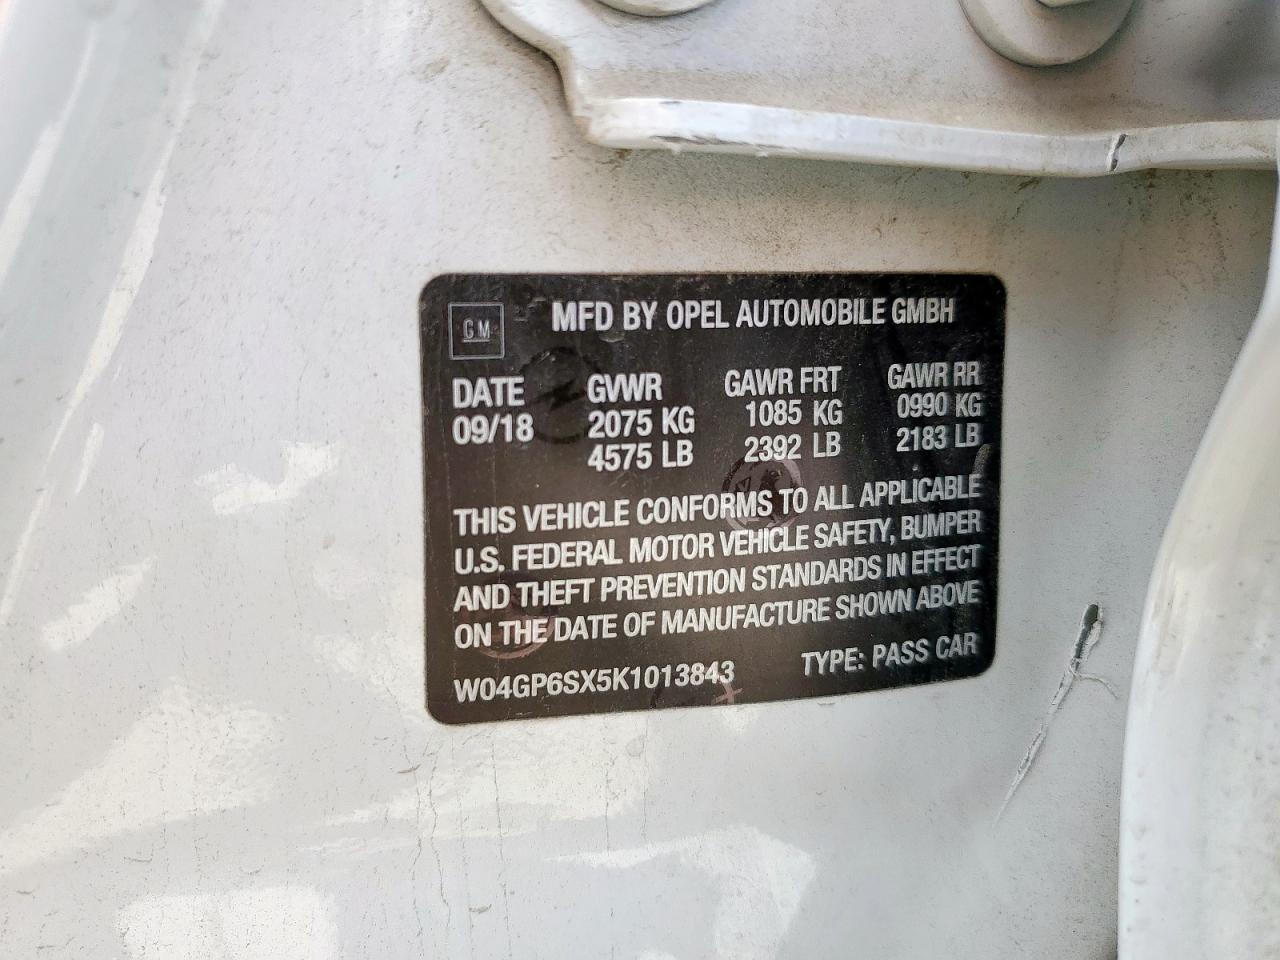 GM MFD BY OPEL AUTOMOBILE GMBH
DATE GVWR GAWR FRT GAWR RR
09/18 2075 KG 1085 KG 0990 KG
4575 LB 2392 LB 2183 LB
THIS VEHICLE CONFORMS TO ALL APPLICABLE
U.S. FEDERAL MOTOR VEHICLE SAFETY, BUMPER
AND THEFT PREVENTION STANDARDS IN EFFECT
ON THE DATE OF MANUFACTURE SHOWN ABOVE
W04GP6SX5K1013843 TYPE: PASS CAR